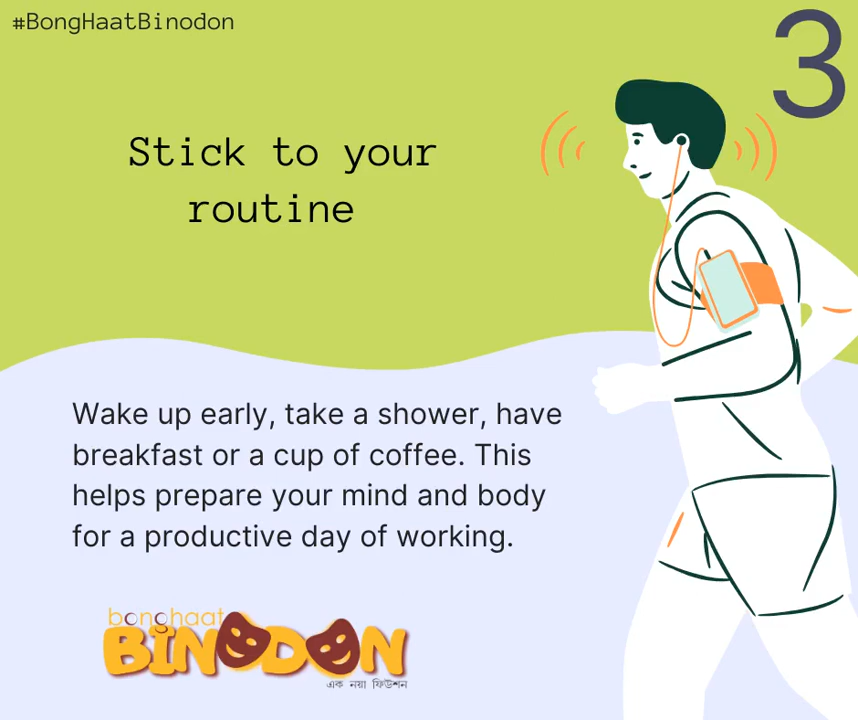 #BongHaatBinodon
3
Stick to your
routine
Wake up early, take a shower, have
breakfast or a cup of coffee. This
helps prepare your mind and body
for a productive day of working.
bonghaat
BINODON
এক নয়া ফিউশন